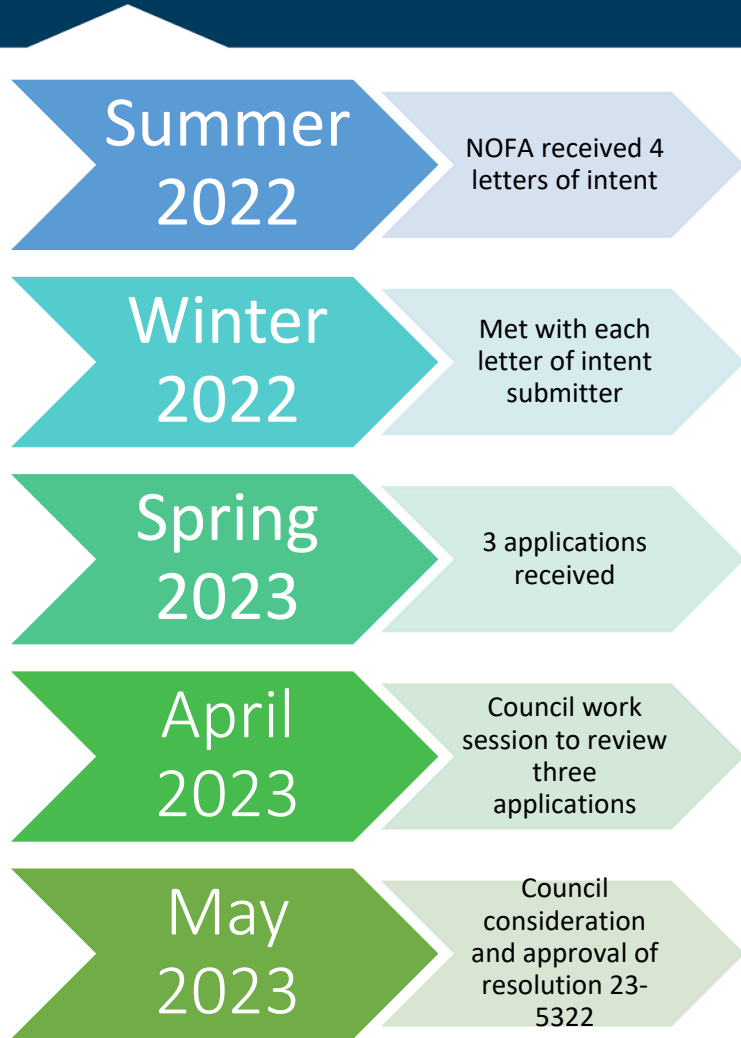 Summer
2022
NOFA received 4
letters of intent
Winter
2022
Met with each
letter of intent
submitter
Spring
2023
3 applications
received
April
2023
Council work
session to review
three
applications
May
2023
Council
consideration
and approval of
resolution 23-
5322